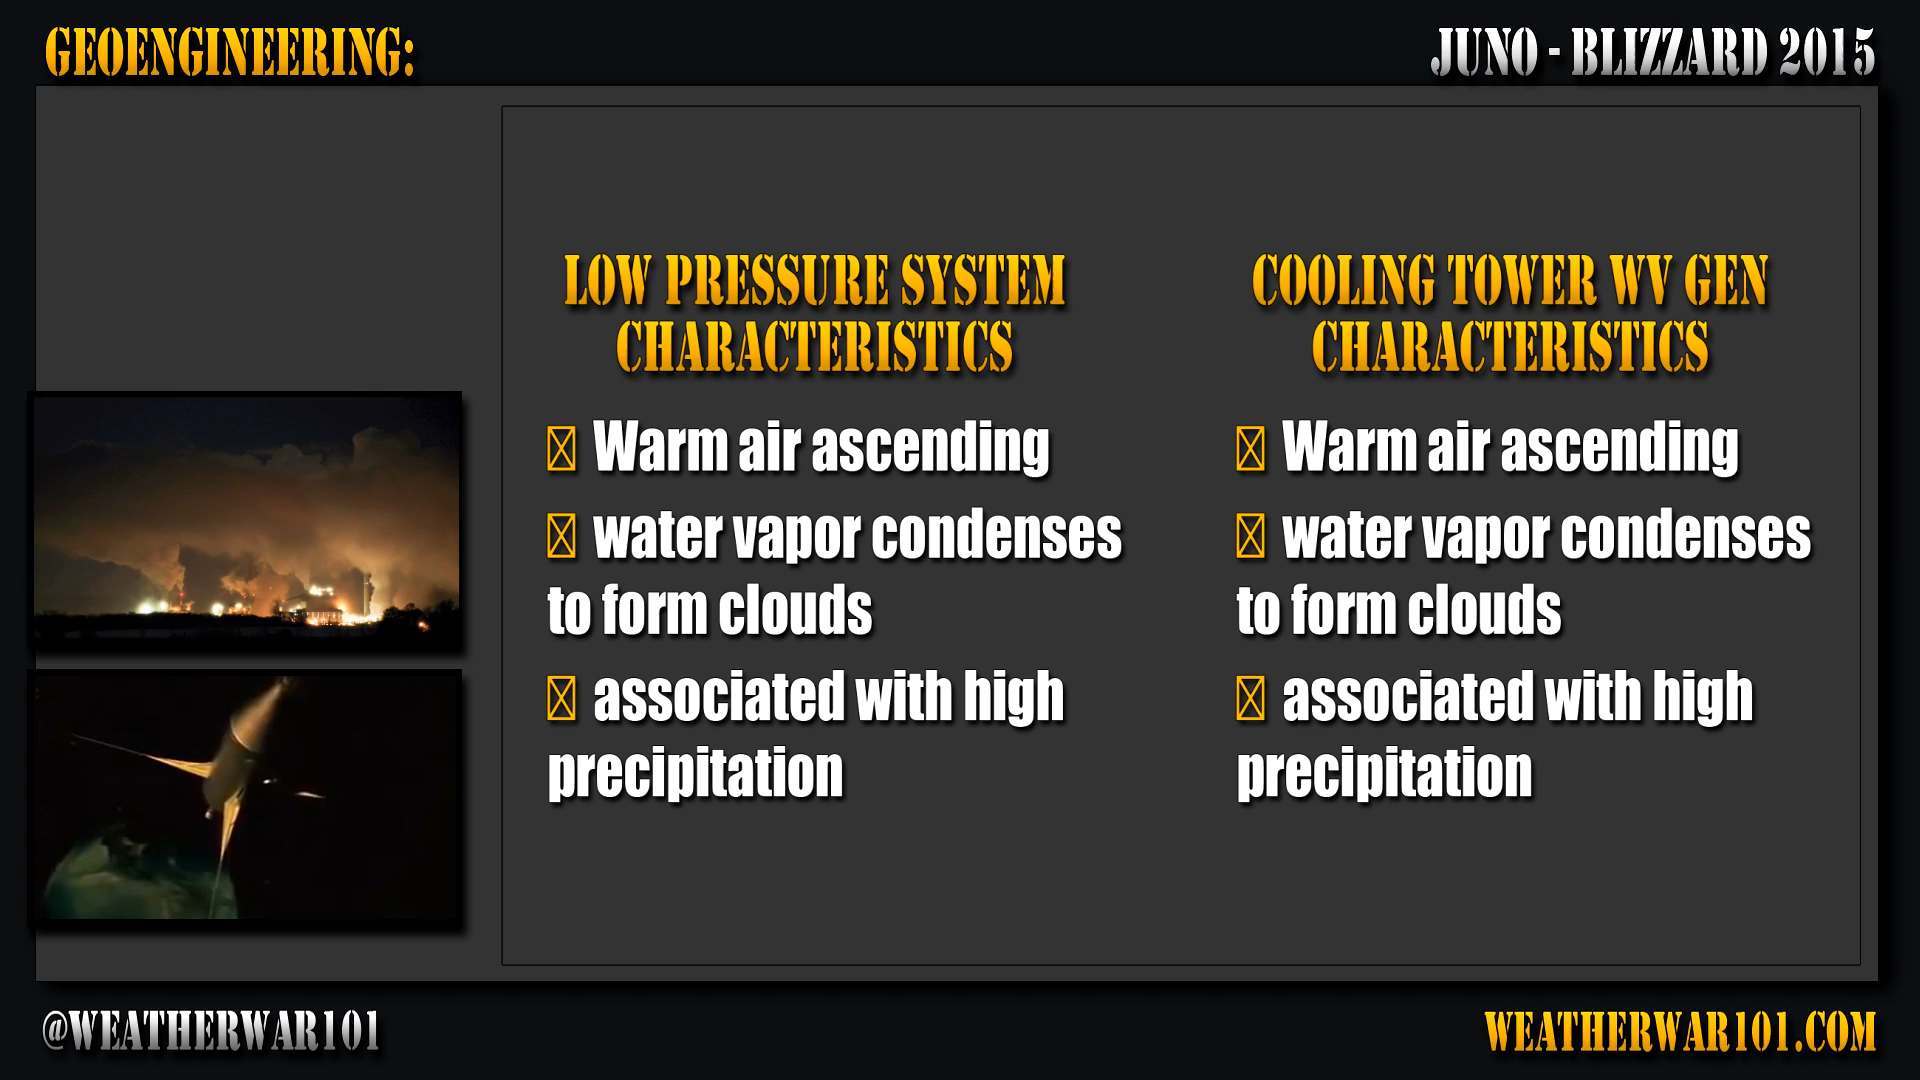 GEOENGINEERING:
JUNO - BLIZZARD 2015
LOW PRESSURE SYSTEM
CHARACTERISTICS
Warm air ascending
water vapor condenses
to form clouds
associated with high
precipitation
COOLING TOWER WV GEN
CHARACTERISTICS
Warm air ascending
water vapor condenses
to form clouds
associated with high
precipitation
@WEATHERWAR101
WEATHERWAR101.COM